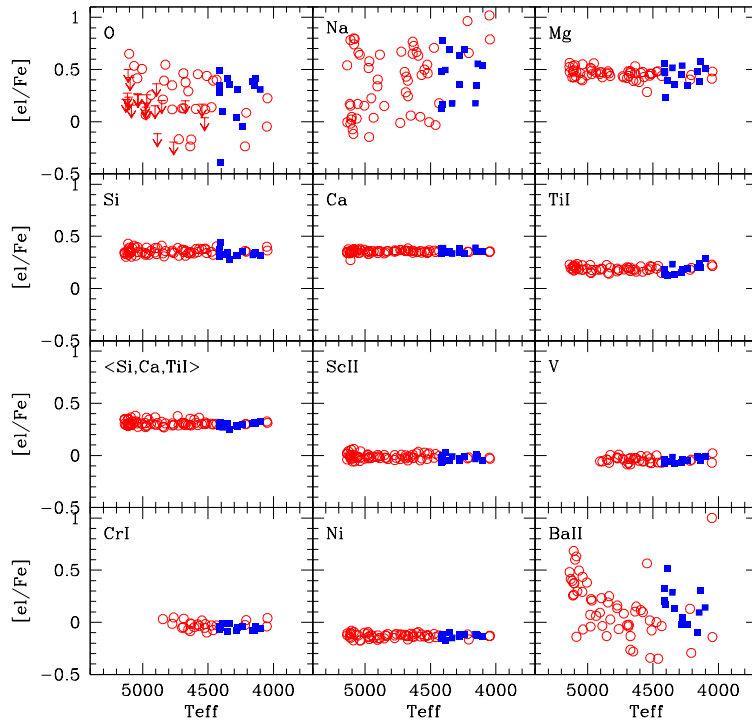 O Na Mg
1
0.5
0
−0.5
[el/Fe]
Si Ca TiI
1
0.5
0
−0.5
[el/Fe]
<Si,Ca,TiI> ScII V
1
0.5
0
−0.5
[el/Fe]
CrI Ni BaII
1
0.5
0
−0.5
[el/Fe]
5000 4500 4000 5000 4500 4000 5000 4500 4000
Teff Teff Teff